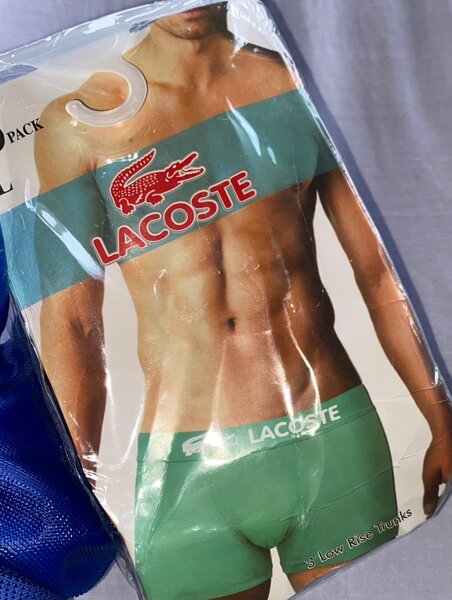 PACK
L
LACOSTE
LACOSTE
3 Low Rise Trunks